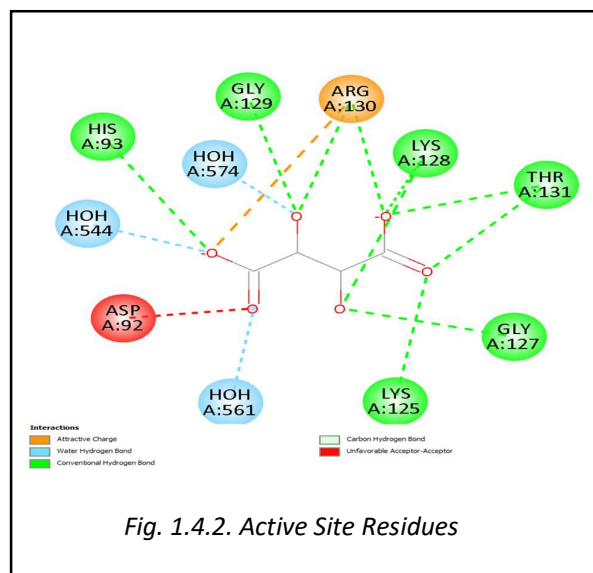 GLY
A:129
ARG
A:130
HIS
A:93
HOH
A:574
LYS
A:128
THR
A:131
HOH
A:544
O
O-
O
-O
O
O
ASP
A:92
GLY
A:127
HOH
A:561
LYS
A:125
Interactions
Attractive Charge
Water Hydrogen Bond
Conventional Hydrogen Bond
Carbon Hydrogen Bond
Unfavorable Acceptor-Acceptor
Fig. 1.4.2. Active Site Residues